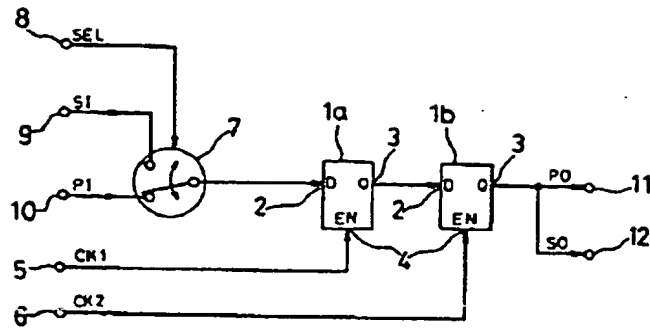 8 SEL
SI
9
7
1a
3
1b
3
PI
10
2
D Q
EN
2
D Q
EN
PO
11
SO
12
4
5 CK1
6 CK2